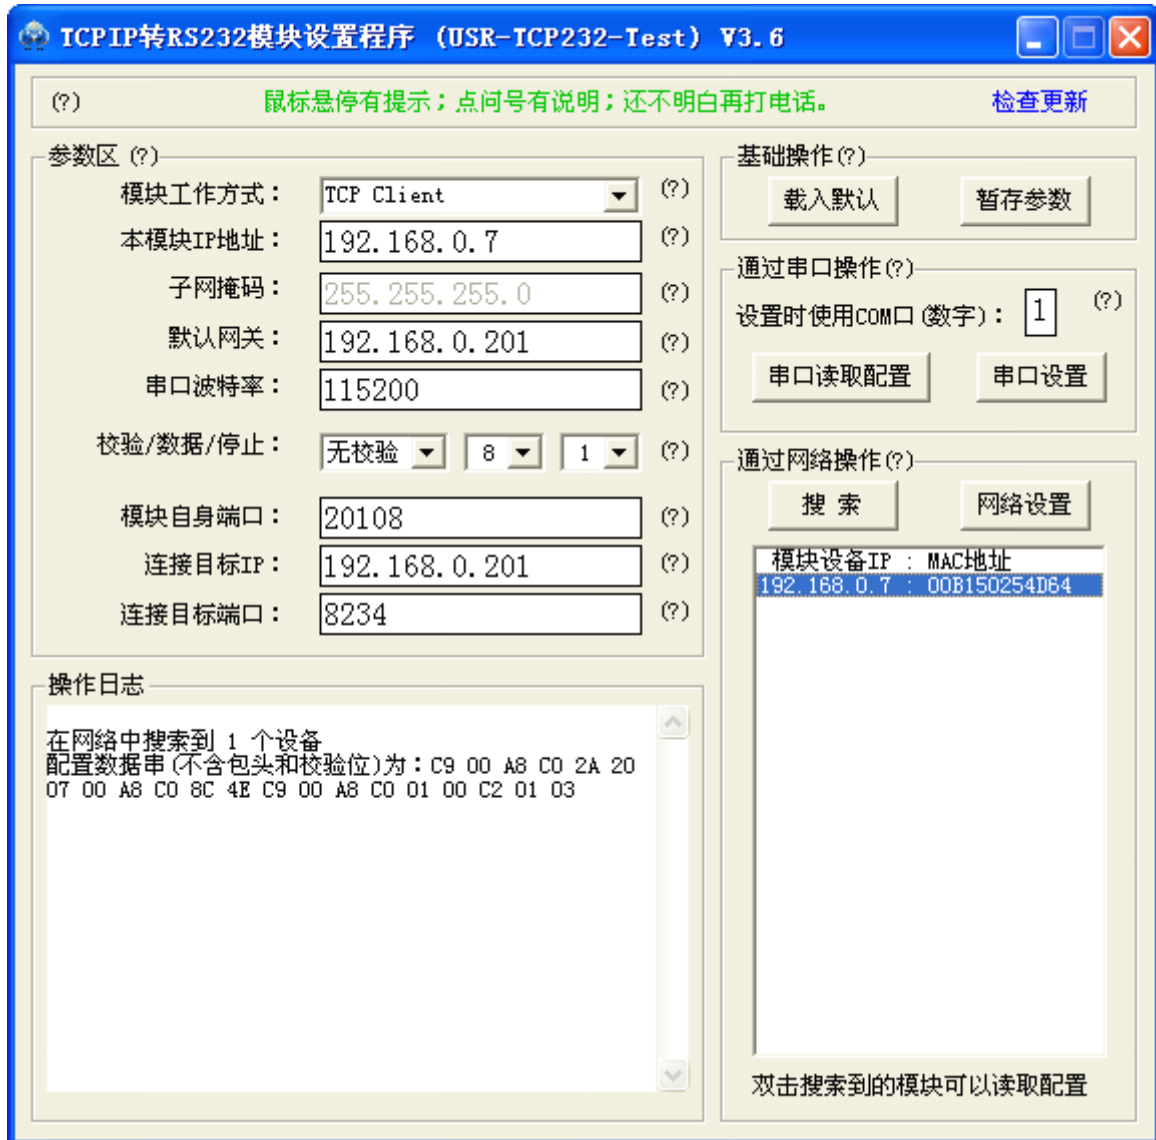 TCPIP转RS232模块设置程序 (USR-TCP232-Test) V3.6
(?) 鼠标悬停有提示；点问号有说明；还不明白再打电话。 检查更新
参数区 (?)
模块工作方式： TCP Client (?)
本模块IP地址： 192.168.0.7 (?)
子网掩码： 255.255.255.0 (?)
默认网关： 192.168.0.201 (?)
串口波特率： 115200 (?)
校验/数据/停止： 无校验 8 1 (?)
模块自身端口： 20108 (?)
连接目标IP： 192.168.0.201 (?)
连接目标端口： 8234 (?)
操作日志
在网络中搜索到 1 个设备
配置数据串(不含包头和校验位)为：C9 00 A8 C0 2A 20
07 00 A8 C0 8C 4E C9 00 A8 C0 01 00 C2 01 03
基础操作(?)
载入默认 暂存参数
通过串口操作(?)
设置时使用COM口(数字)： 1 (?)
串口读取配置 串口设置
通过网络操作(?)
搜 索 网络设置
模块设备IP : MAC地址
192.168.0.7 : 00B150254D64
双击搜索到的模块可以读取配置